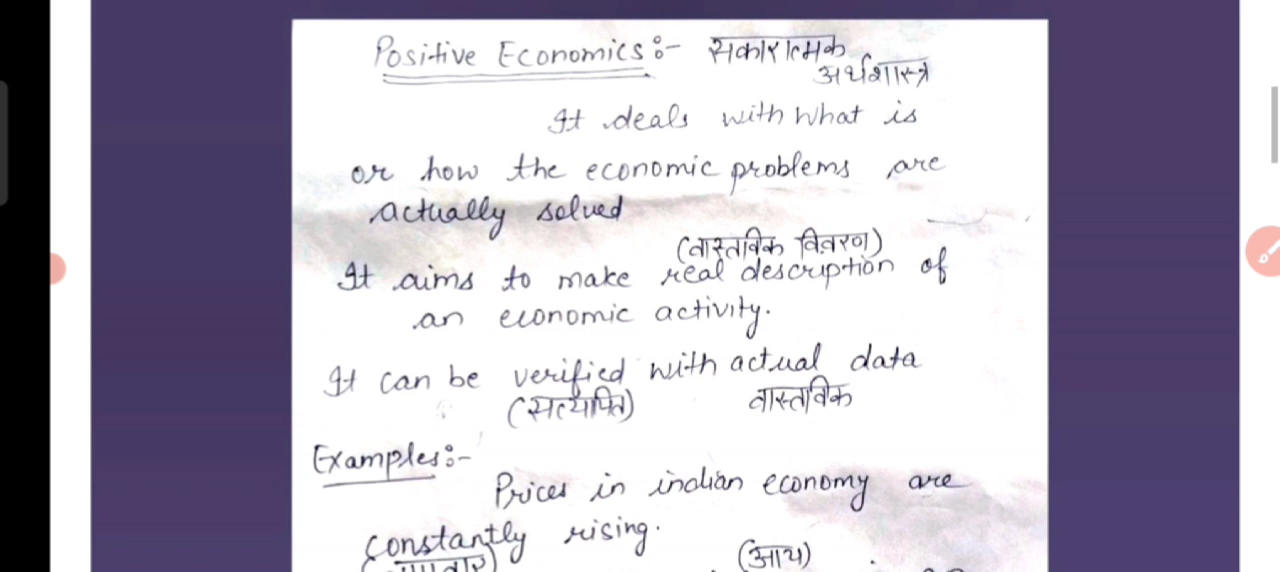 Positive Economics:- सकारात्मक
अर्थशास्त्र
It deals with what is
or how the economic problems are
actually solved
(वास्तविक विवरण)
It aims to make real description of
an economic activity.
It can be verified with actual data
(सत्यापित) वास्तविक
Examples:-
Prices in indian economy are
constantly rising.
(आय)